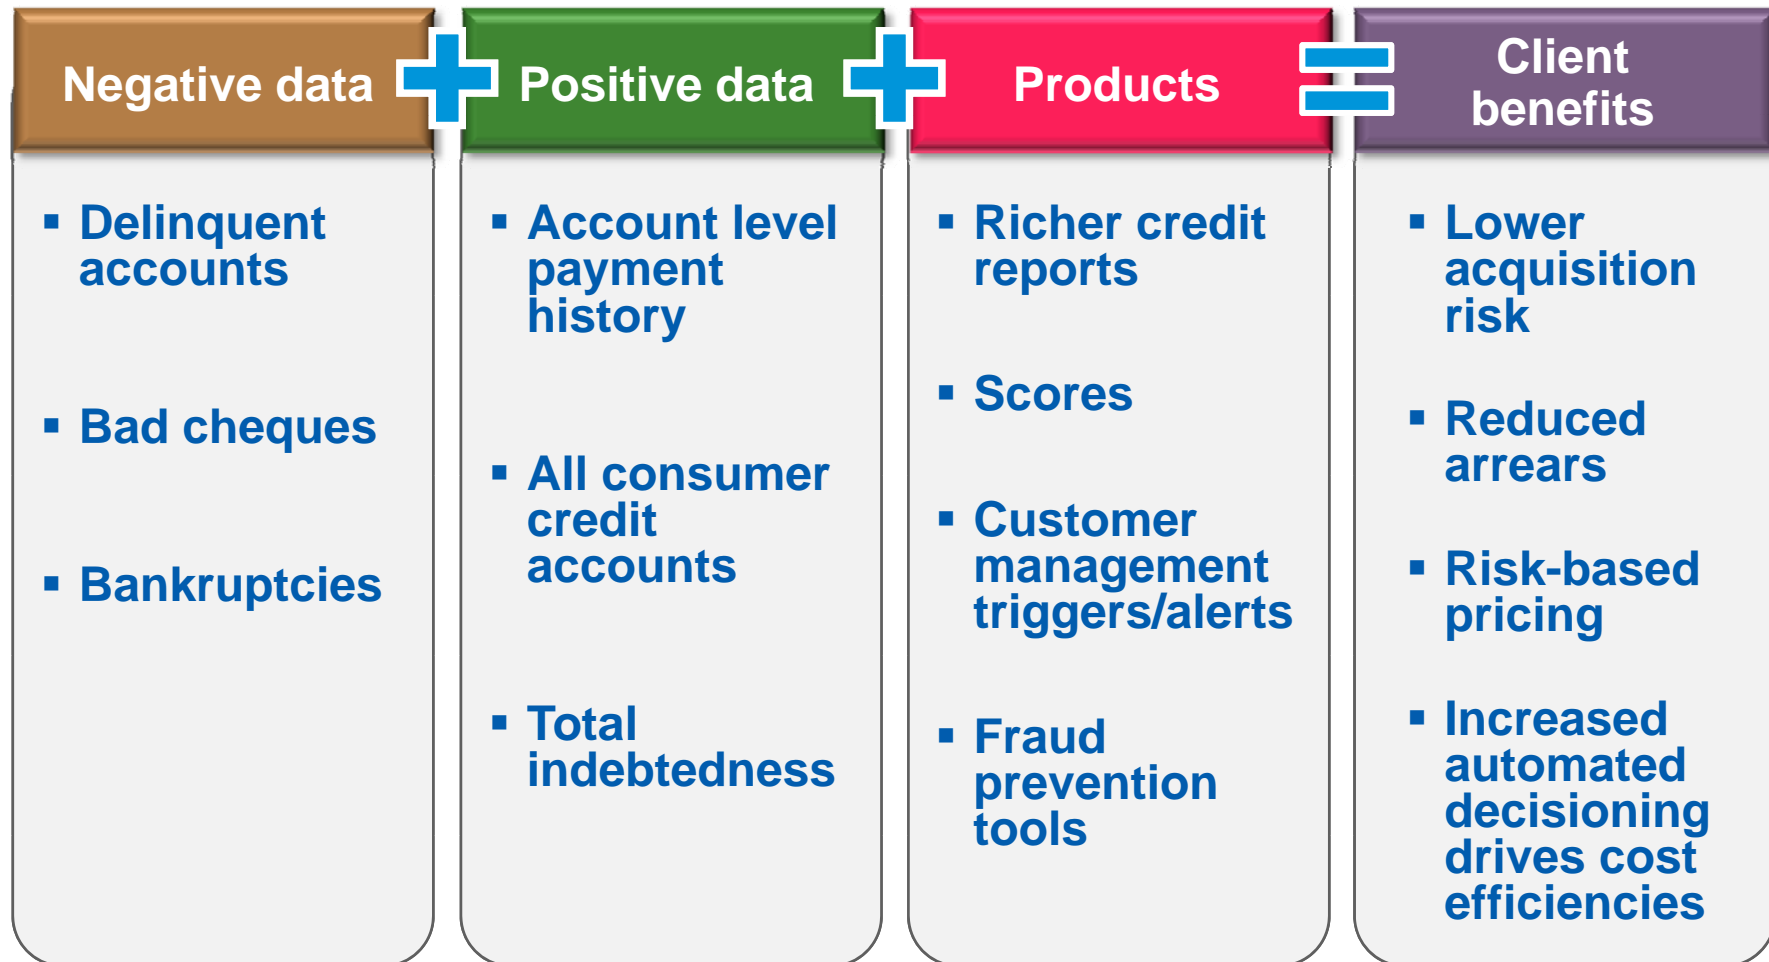 Negative data
Positive data
Products
Client
benefits
▪ Delinquent
accounts
▪ Bad cheques
▪ Bankruptcies
▪ Account level
payment
history
▪ All consumer
credit
accounts
▪ Total
indebtedness
▪ Richer credit
reports
▪ Scores
▪ Customer
management
triggers/alerts
▪ Fraud
prevention
tools
▪ Lower
acquisition
risk
▪ Reduced
arrears
▪ Risk-based
pricing
▪ Increased
automated
decisioning
drives cost
efficiencies